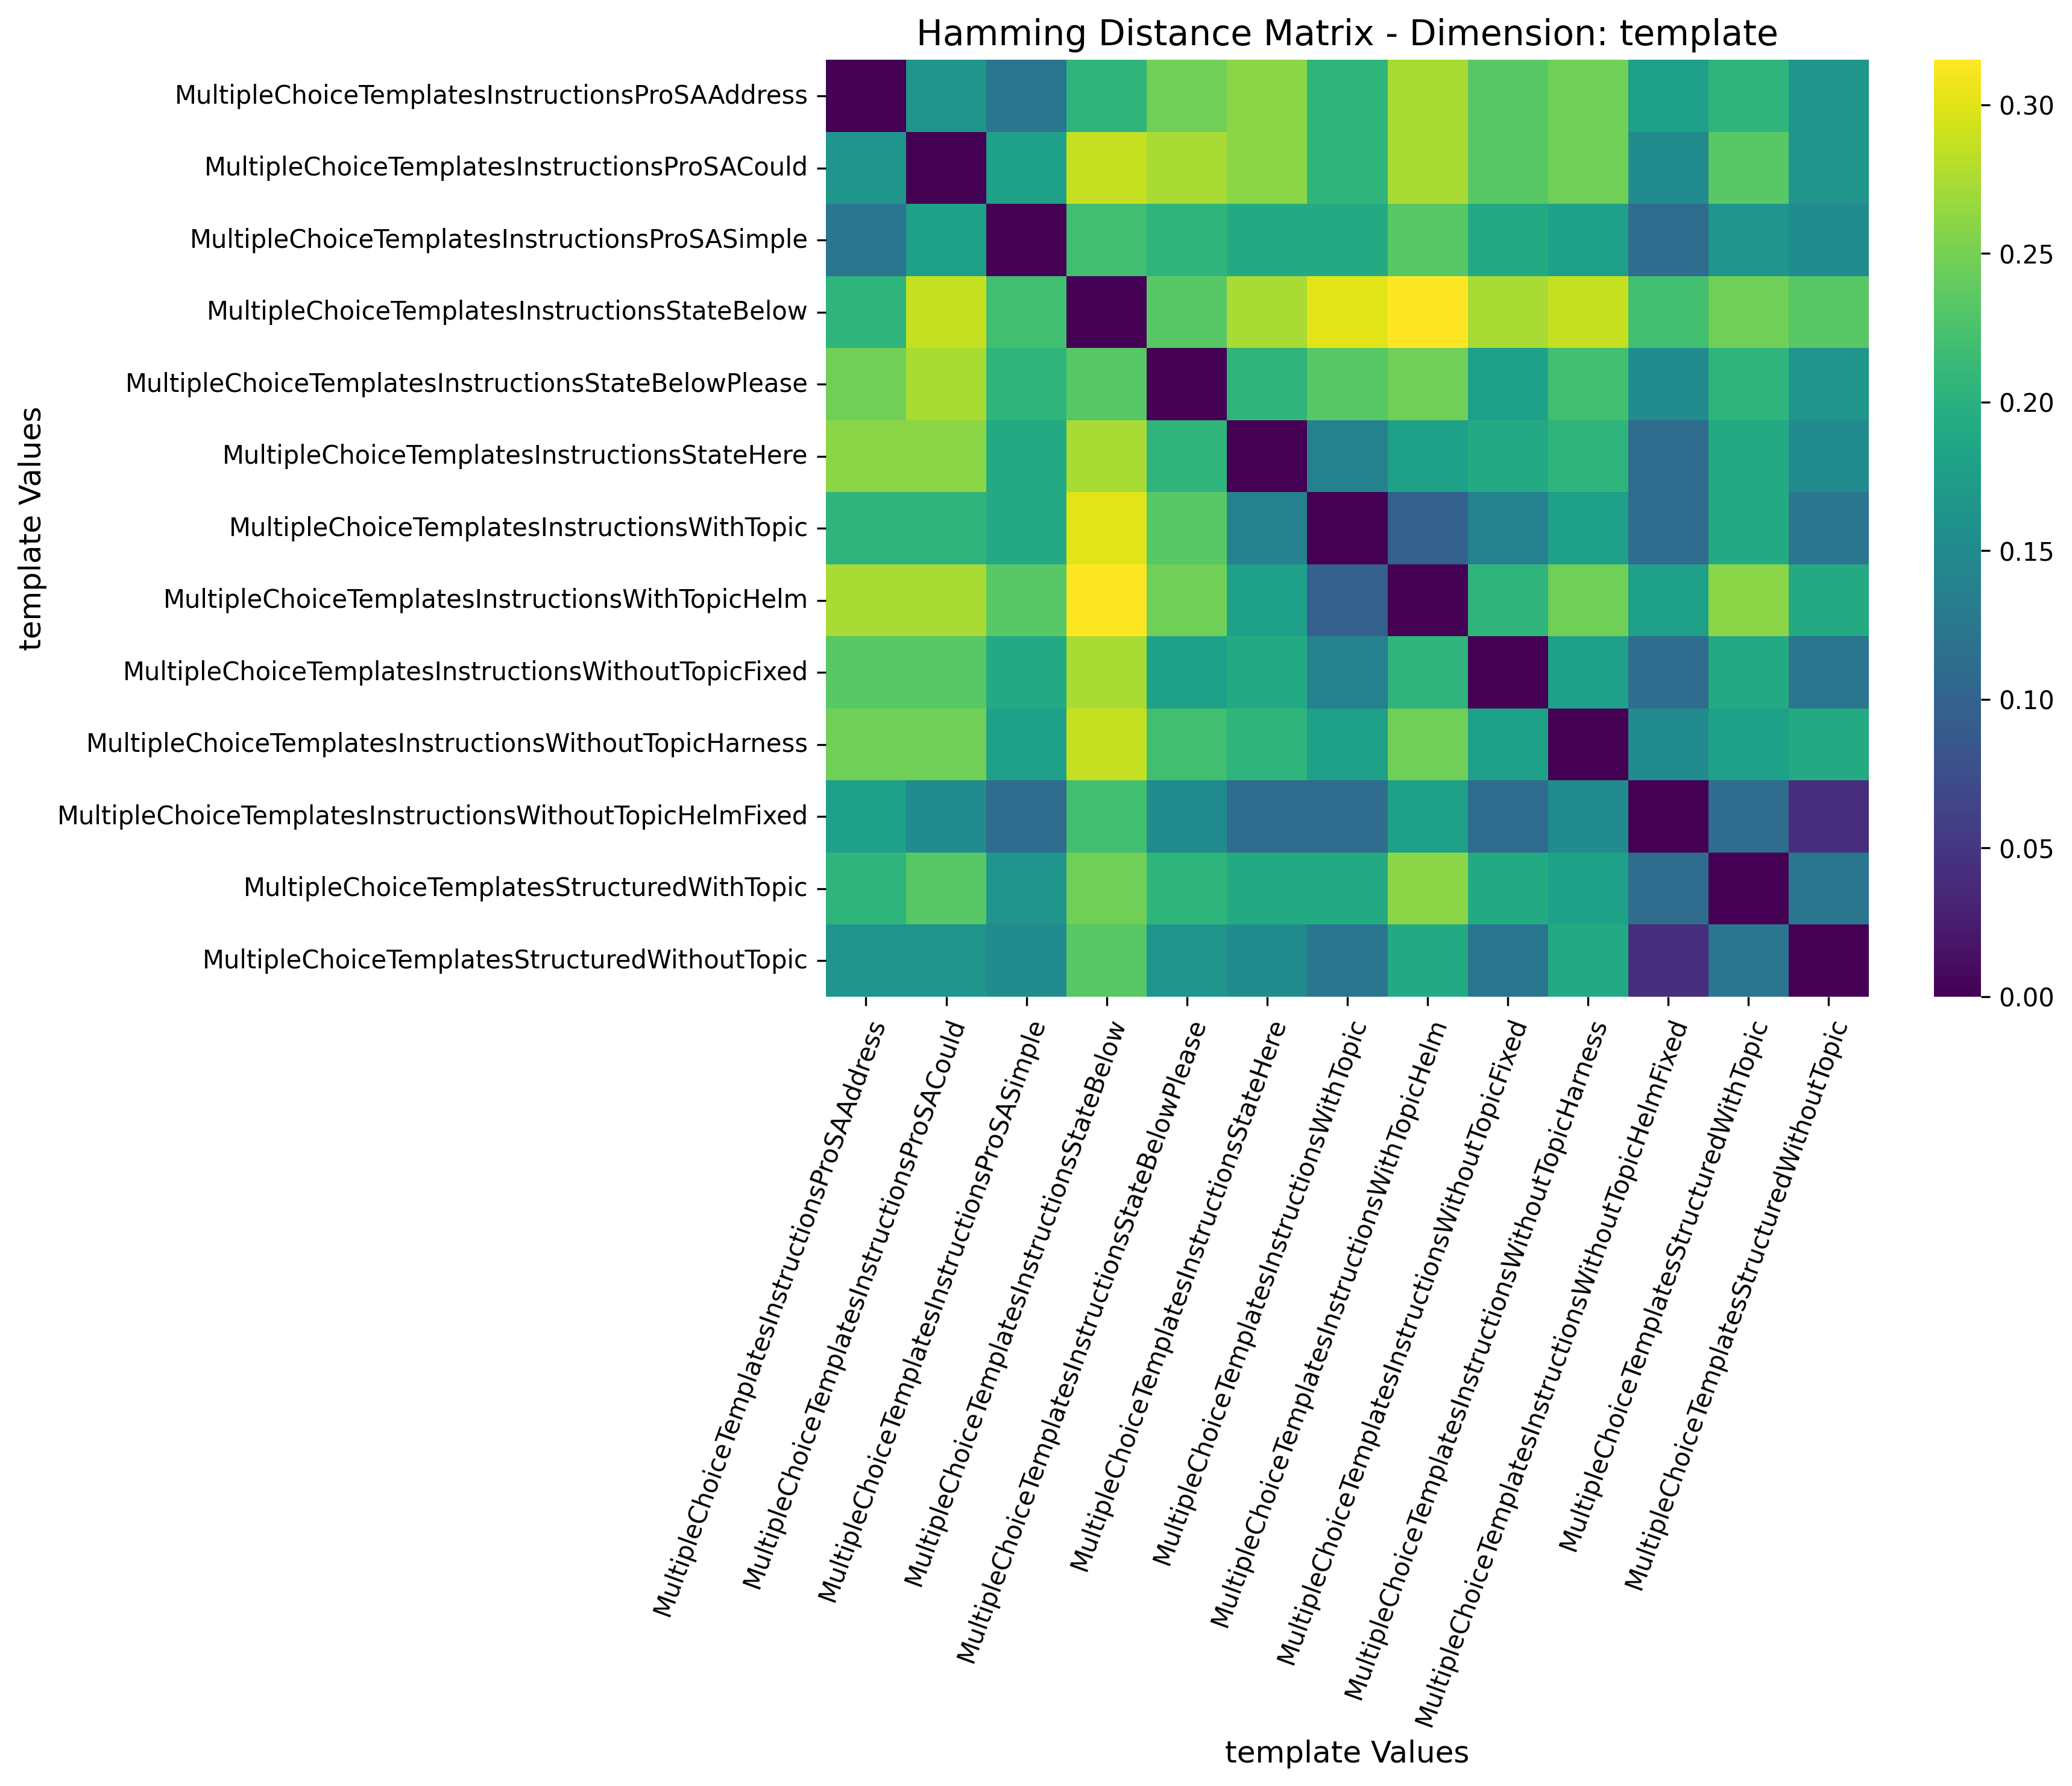 Hamming Distance Matrix - Dimension: template
template Values
MultipleChoiceTemplatesInstructionsProSAAddress
MultipleChoiceTemplatesInstructionsProSACould
MultipleChoiceTemplatesInstructionsProSASimple
MultipleChoiceTemplatesInstructionsStateBelow
MultipleChoiceTemplatesInstructionsStateBelowPlease
MultipleChoiceTemplatesInstructionsStateHere
MultipleChoiceTemplatesInstructionsWithTopic
MultipleChoiceTemplatesInstructionsWithTopicHelm
MultipleChoiceTemplatesInstructionsWithoutTopicFixed
MultipleChoiceTemplatesInstructionsWithoutTopicHarness
MultipleChoiceTemplatesInstructionsWithoutTopicHelmFixed
MultipleChoiceTemplatesStructuredWithTopic
MultipleChoiceTemplatesStructuredWithoutTopic
0.30
0.25
0.20
0.15
0.10
0.05
0.00
MultipleChoiceTemplatesInstructionsProSAAddress
MultipleChoiceTemplatesInstructionsProSACould
MultipleChoiceTemplatesInstructionsProSASimple
MultipleChoiceTemplatesInstructionsStateBelow
MultipleChoiceTemplatesInstructionsStateBelowPlease
MultipleChoiceTemplatesInstructionsStateHere
MultipleChoiceTemplatesInstructionsWithTopic
MultipleChoiceTemplatesInstructionsWithTopicHelm
MultipleChoiceTemplatesInstructionsWithoutTopicFixed
MultipleChoiceTemplatesInstructionsWithoutTopicHarness
MultipleChoiceTemplatesInstructionsWithoutTopicHelmFixed
MultipleChoiceTemplatesStructuredWithTopic
MultipleChoiceTemplatesStructuredWithoutTopic
template Values